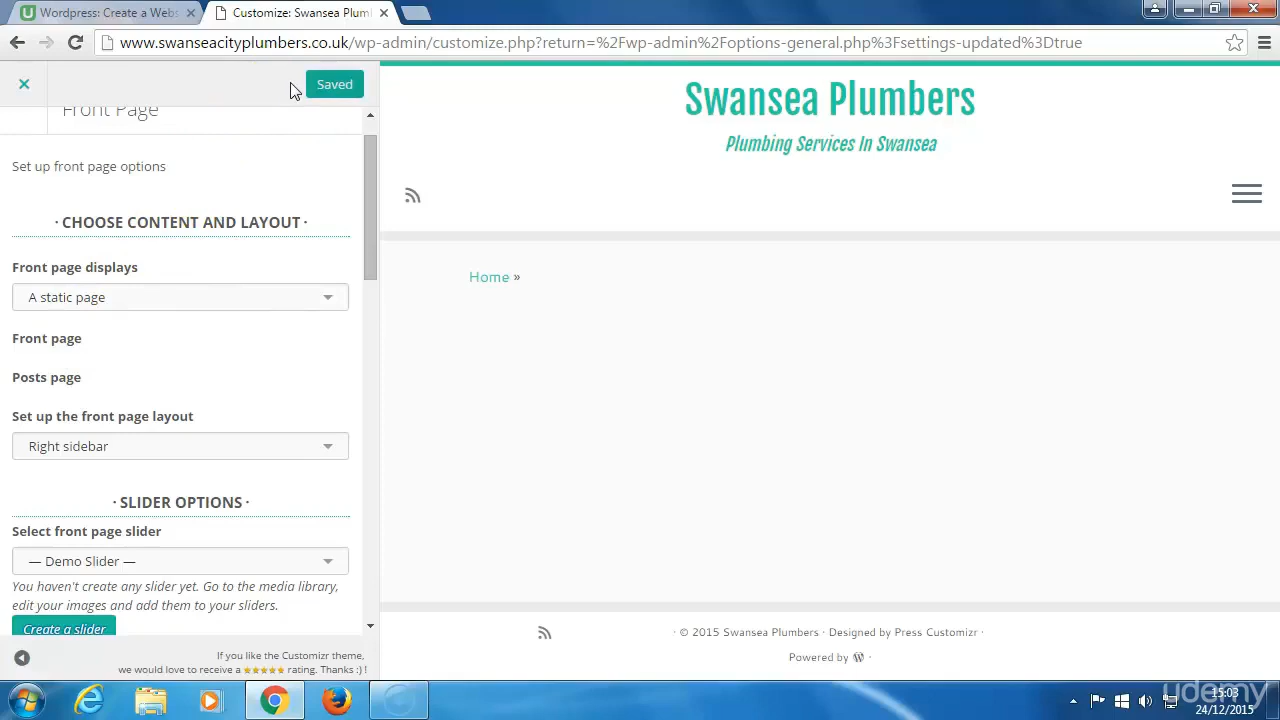 Wordpress: Create a Webs
Customize: Swansea Plum
www.swanseacityplumbers.co.uk/wp-admin/customize.php?return=%2Fwp-admin%2Foptions-general.php%3Fsettings-updated%3Dtrue
Saved
Front Page
Set up front page options
· CHOOSE CONTENT AND LAYOUT ·
Front page displays
A static page
Front page
Posts page
Set up the front page layout
Right sidebar
· SLIDER OPTIONS ·
Select front page slider
— Demo Slider —
You haven't create any slider yet. Go to the media library,
edit your images and add them to your sliders.
Create a slider
If you like the Customizr theme,
we would love to receive a ★★★★★ rating. Thanks :) !
Swansea Plumbers
Plumbing Services In Swansea
Home »
· © 2015 Swansea Plumbers · Designed by Press Customizr ·
Powered by ·
udemy
15:03
24/12/2015